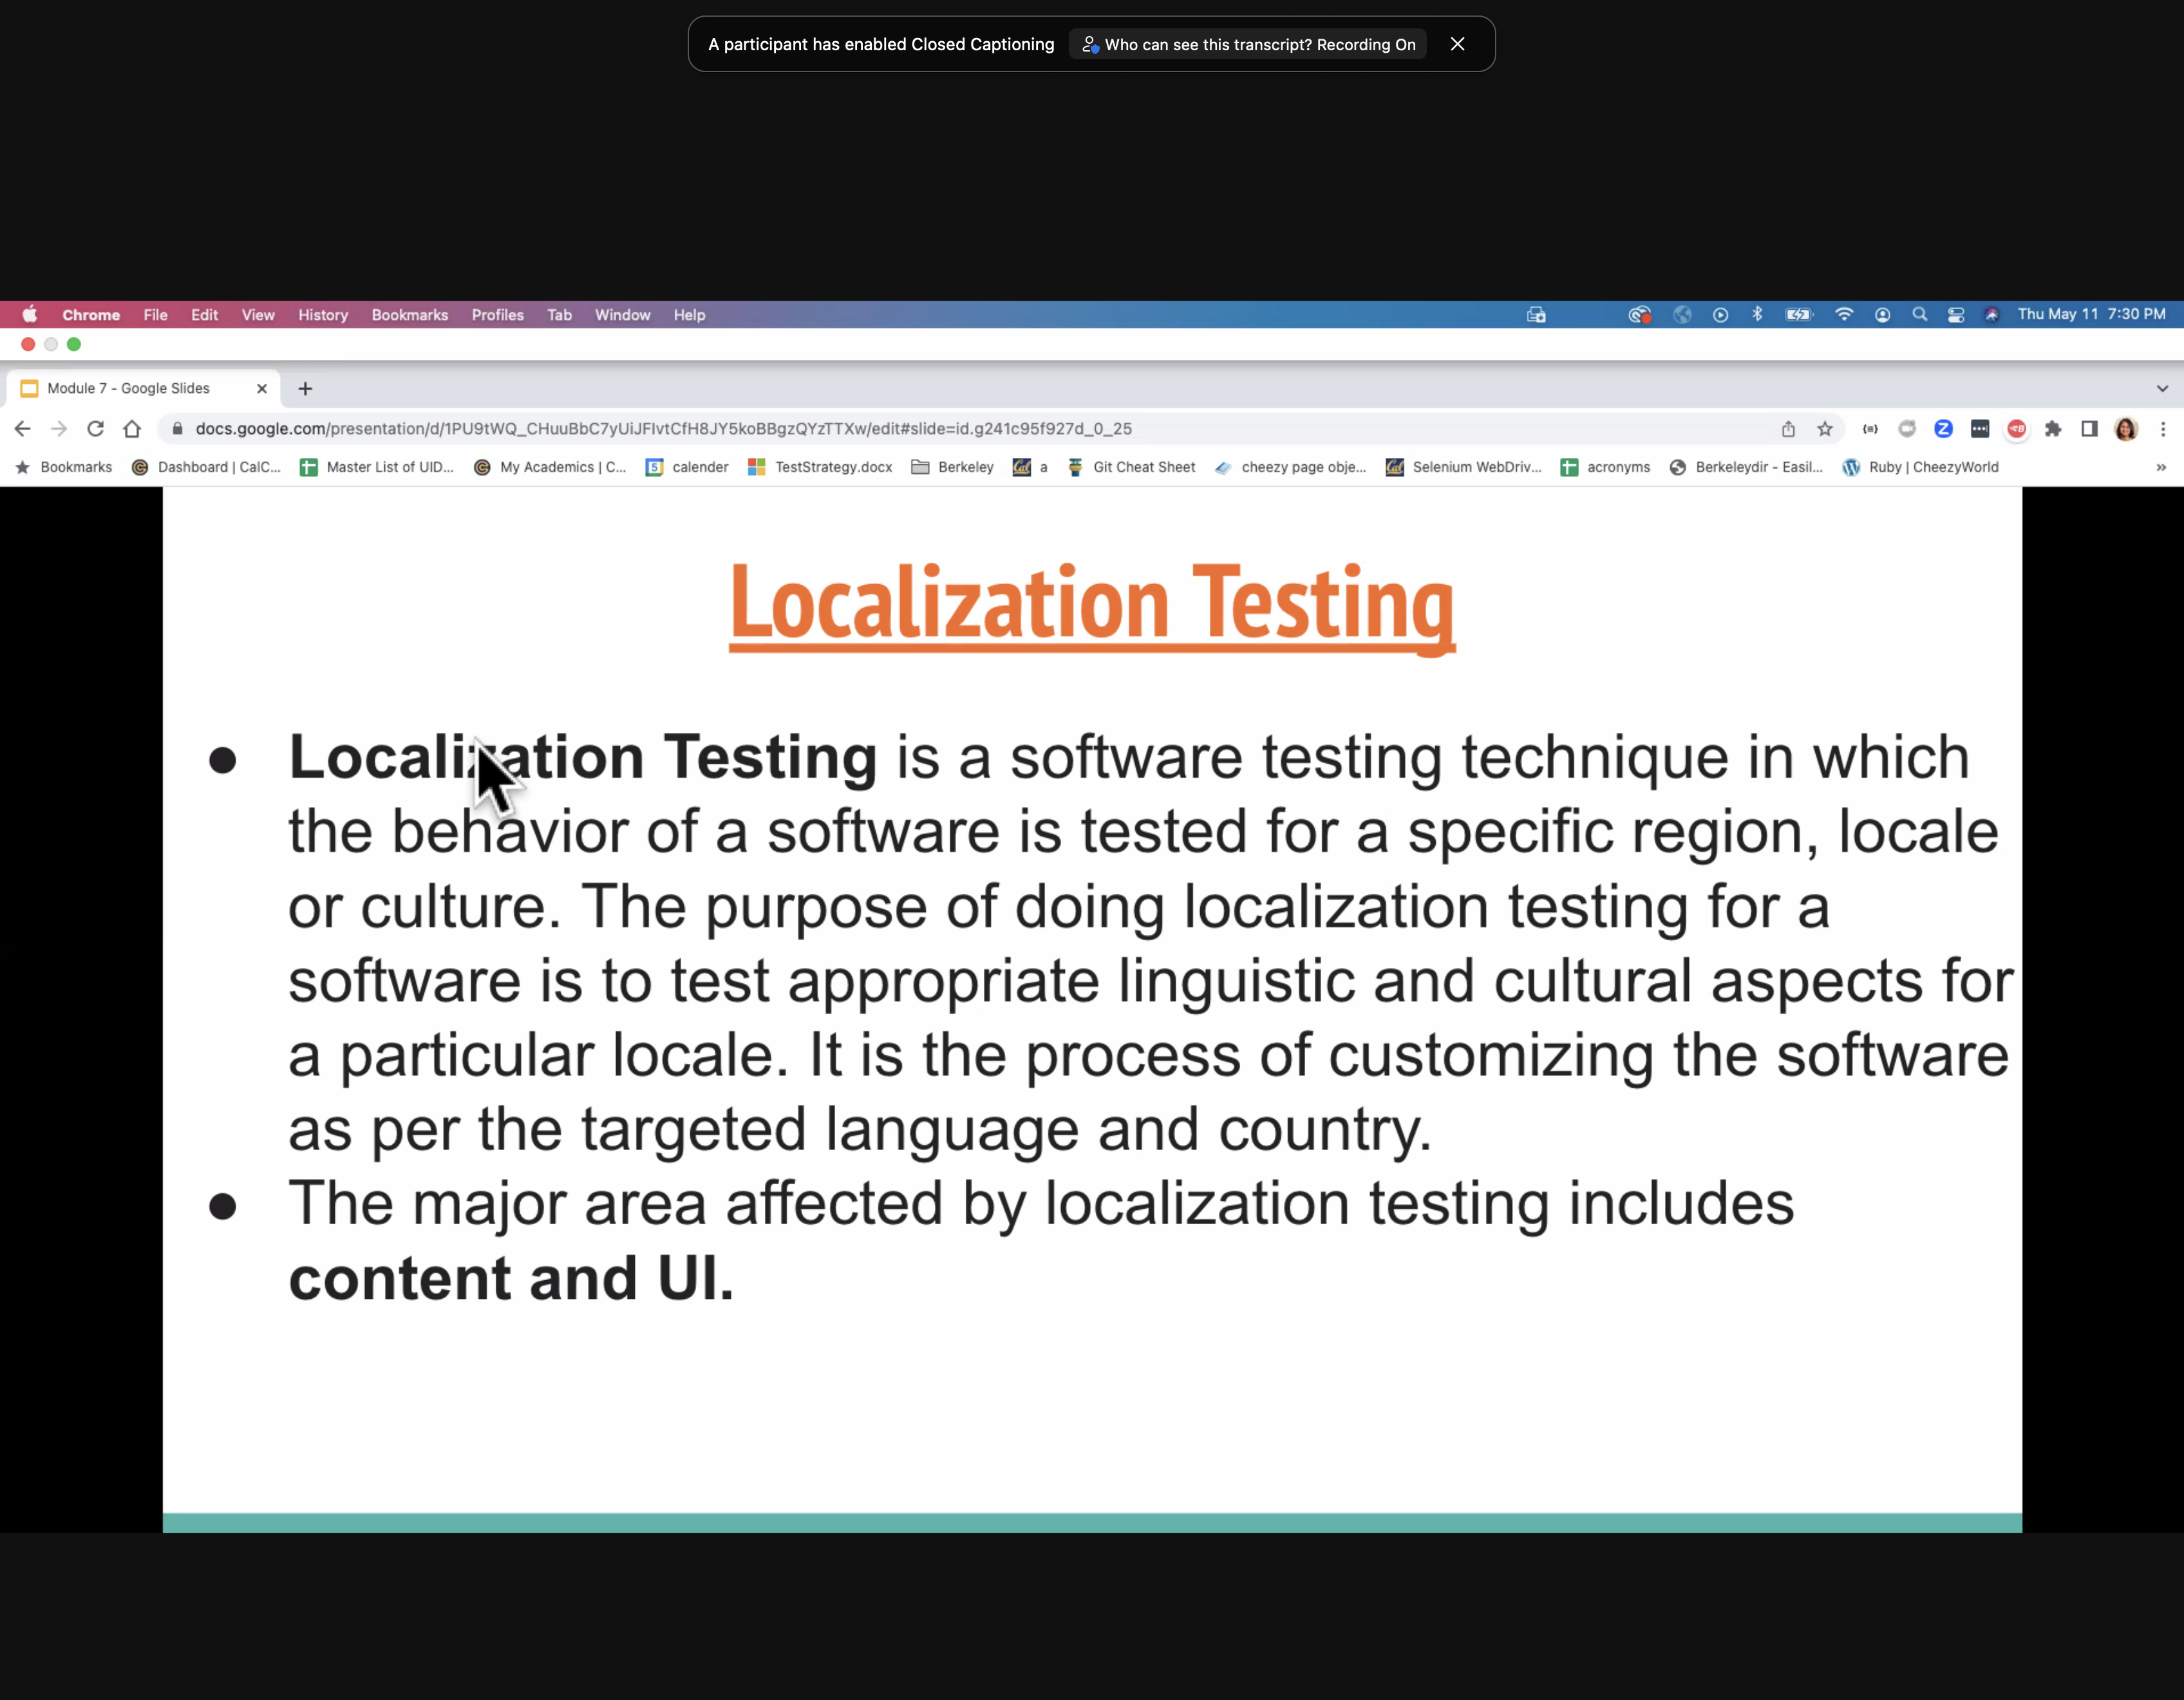 A participant has enabled Closed Captioning Who can see this transcript? Recording On
Chrome File Edit View History Bookmarks Profiles Tab Window Help Thu May 11 7:30 PM
Module 7 - Google Slides
docs.google.com/presentation/d/1PU9tWQ_CHuuBbC7yUiJFIvtCfH8JY5koBBgzQYzTTXw/edit#slide=id.g241c95f927d_0_25
Bookmarks Dashboard | CalC... Master List of UID... My Academics | C... 5 calender TestStrategy.docx Berkeley Cal a Git Cheat Sheet cheezy page obje... Cal Selenium WebDriv... acronyms Berkeleydir - Easil... Ruby | CheezyWorld
Localization Testing
● Localization Testing is a software testing technique in which
the behavior of a software is tested for a specific region, locale
or culture. The purpose of doing localization testing for a
software is to test appropriate linguistic and cultural aspects for
a particular locale. It is the process of customizing the software
as per the targeted language and country.
● The major area affected by localization testing includes
content and UI.